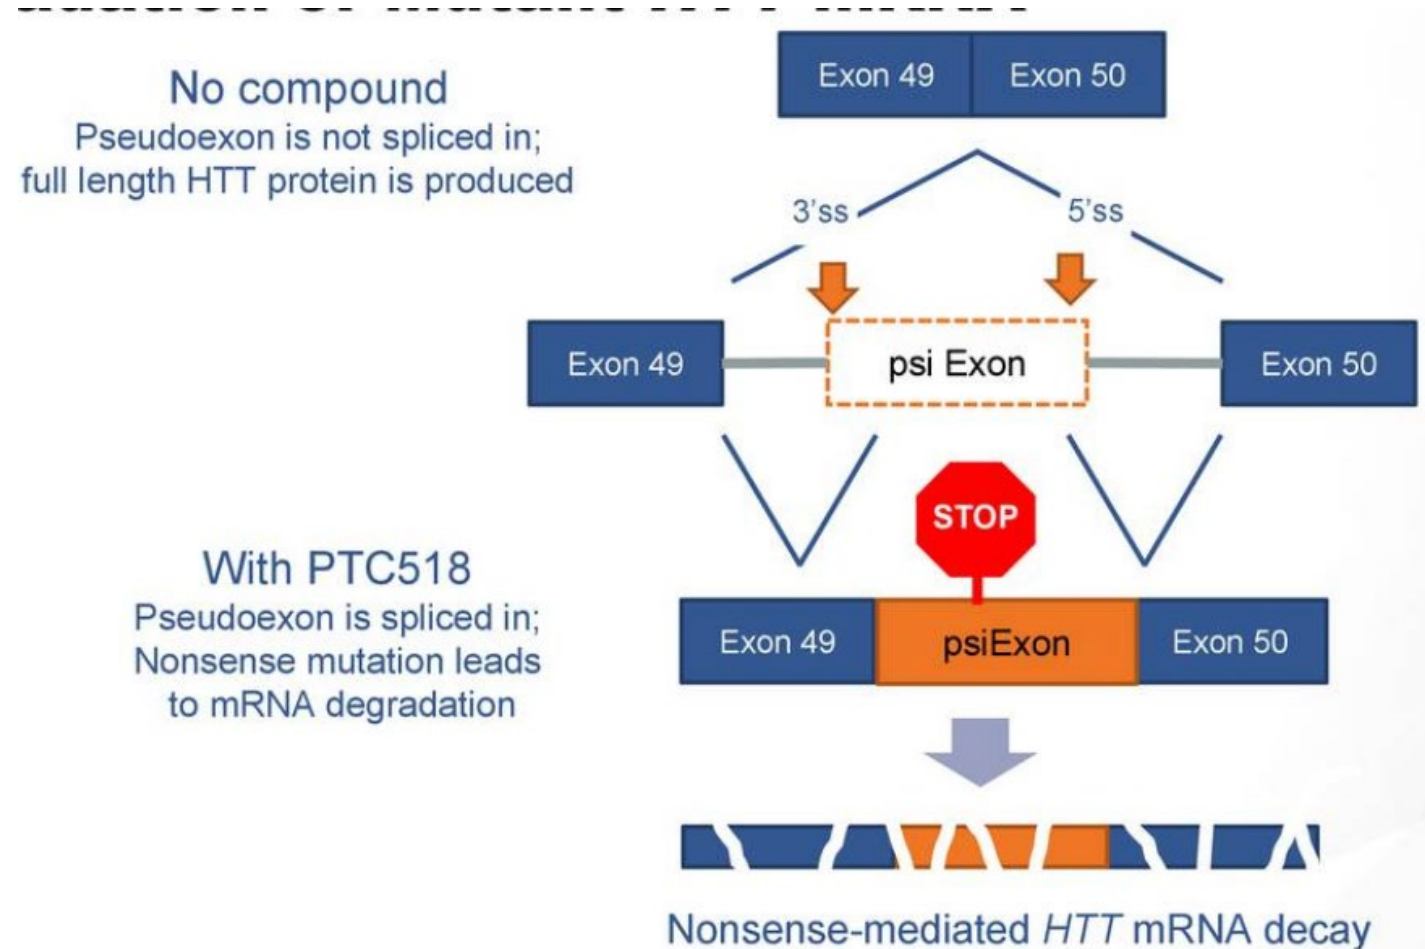 No compound
Pseudoexon is not spliced in;
full length HTT protein is produced
Exon 49 Exon 50
3'ss 5'ss
Exon 49 psi Exon Exon 50
STOP
With PTC518
Pseudoexon is spliced in;
Nonsense mutation leads
to mRNA degradation
Exon 49 psiExon Exon 50
Nonsense-mediated HTT mRNA decay